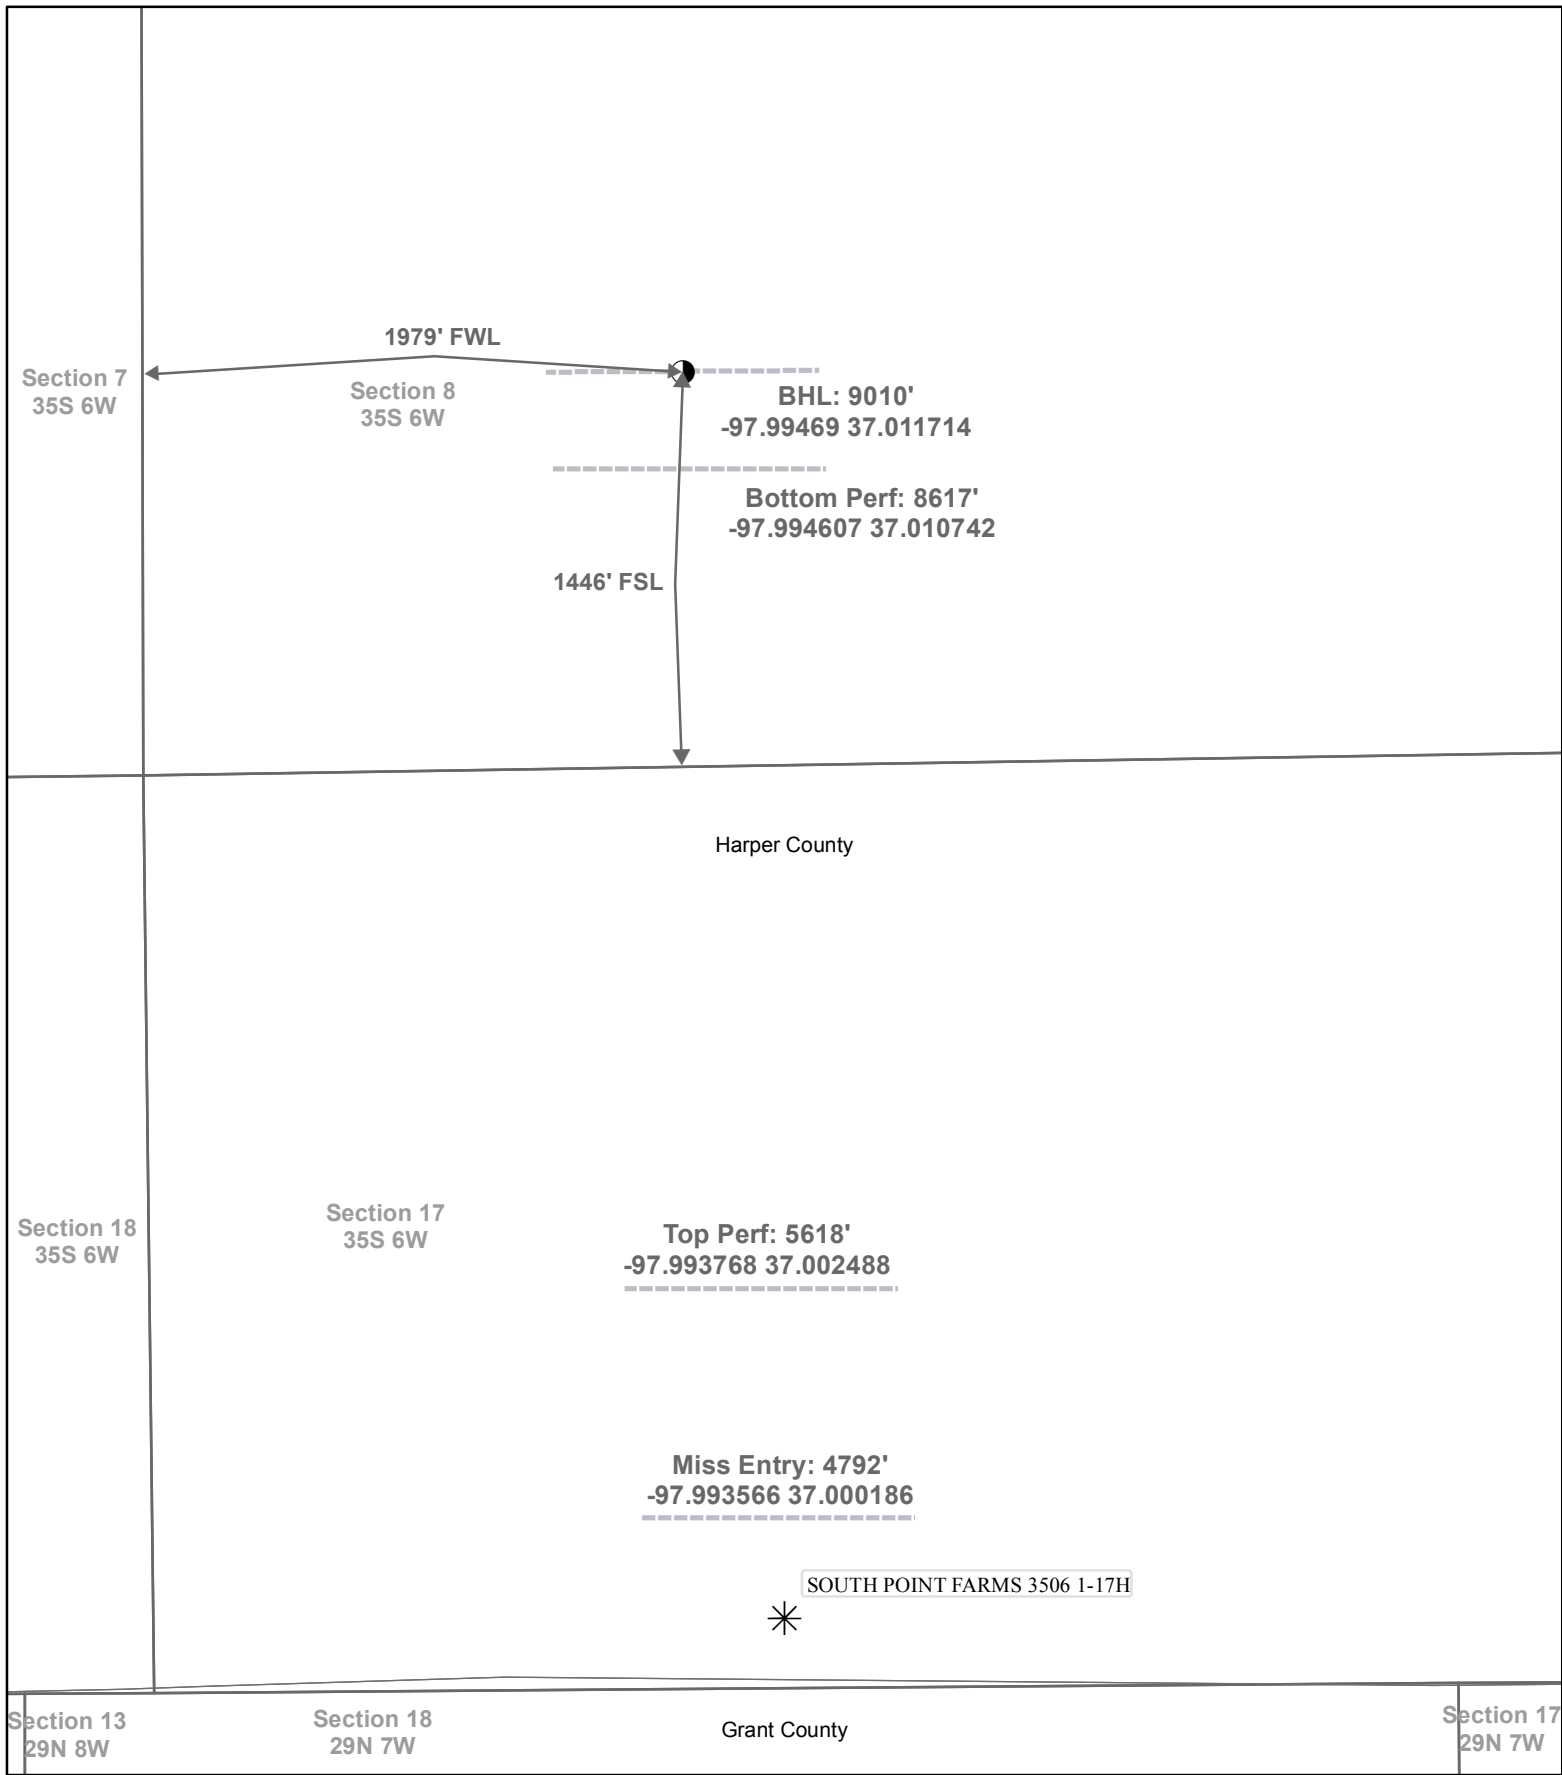 1979' FWL
Section 7
35S 6W
Section 8
35S 6W
BHL: 9010'
-97.99469 37.011714
Bottom Perf: 8617'
-97.994607 37.010742
1446' FSL
Harper County
Section 18
35S 6W
Section 17
35S 6W
Top Perf: 5618'
-97.993768 37.002488
Miss Entry: 4792'
-97.993566 37.000186
SOUTH POINT FARMS 3506 1-17H
Section 13
29N 8W
Section 18
29N 7W
Grant County
Section 17
29N 7W